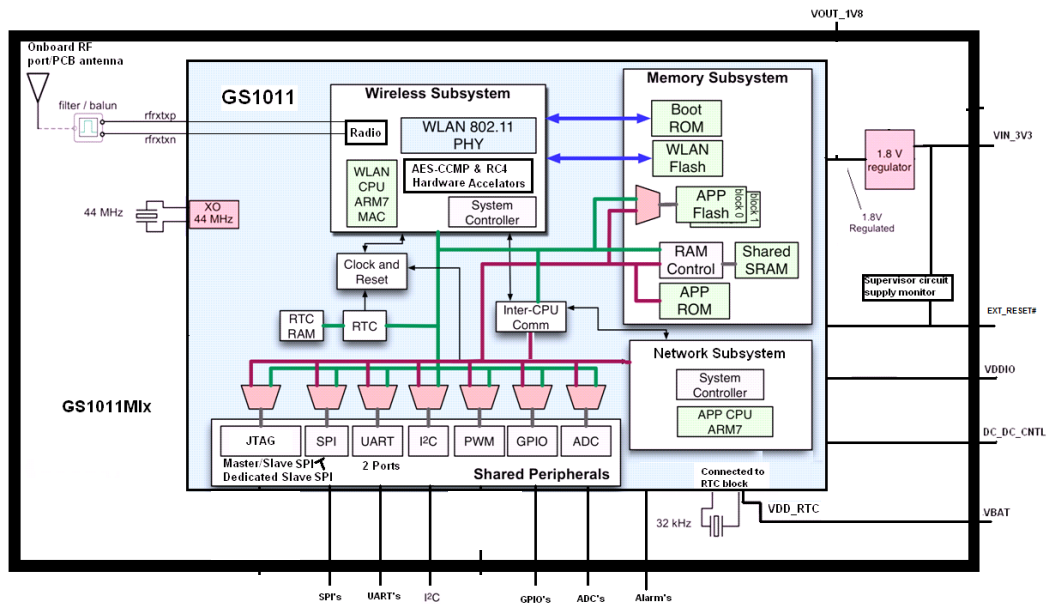 VOUT_1V8
Onboard RF
port/PCB antenna
filter / balun
rfrxtxp
rfrxtxn
GS1011
Wireless Subsystem
Radio
WLAN 802.11
PHY
WLAN
CPU
ARM7
MAC
AES-CCMP & RC4
Hardware Accelators
System
Controller
Memory Subsystem
Boot
ROM
WLAN
Flash
APP
Flash
block 0
block 1
RAM
Control
Shared
SRAM
APP
ROM
1.8 V
regulator
VIN_3V3
1.8V
Regulated
44 MHz
XO
44 MHz
Clock and
Reset
RTC
RAM
RTC
Inter-CPU
Comm
Supervisor circuit
supply monitor
EXT_RESET#
Network Subsystem
System
Controller
APP CPU
ARM7
VDDIO
DC_DC_CNTL
GS1011MIx
JTAG
SPI
UART
I²C
PWM
GPIO
ADC
Master/Slave SPI
Dedicated Slave SPI
2 Ports
Shared Peripherals
Connected to
RTC block
32 kHz
VDD_RTC
VBAT
SPI's
UART's
I²C
GPIO's
ADC's
Alarm's